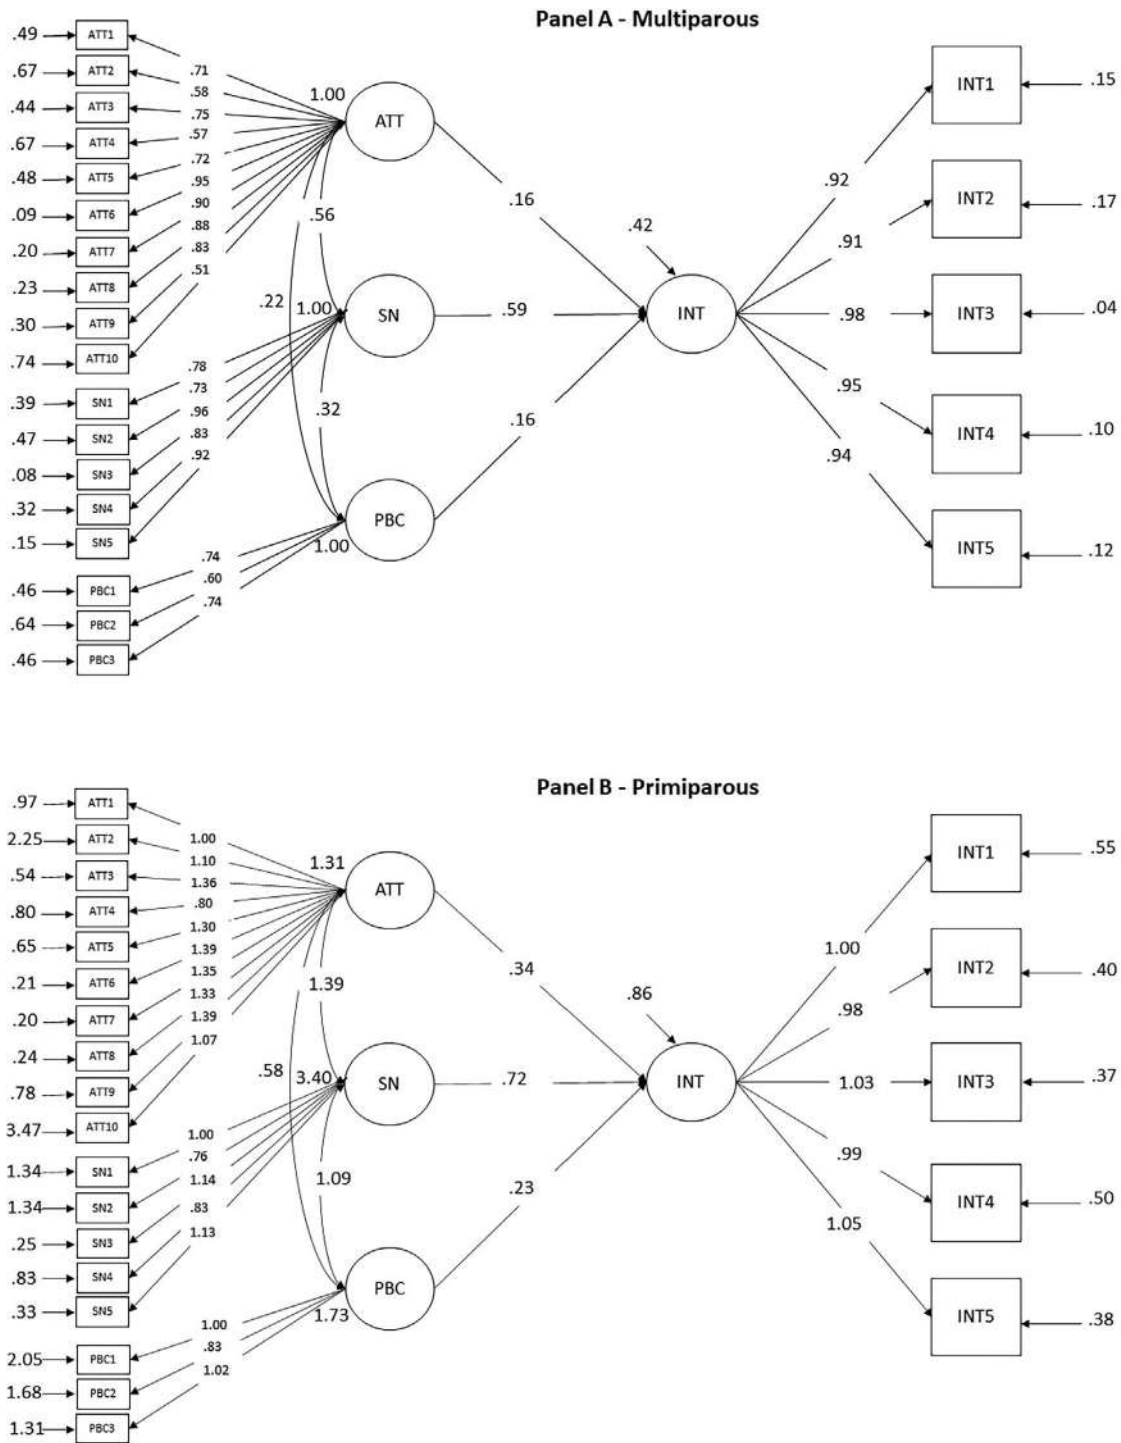 Panel A - Multiparous
.49 ATT1
.67 ATT2
.44 ATT3
.67 ATT4
.48 ATT5
.09 ATT6
.20 ATT7
.23 ATT8
.30 ATT9
.74 ATT10
.39 SN1
.47 SN2
.08 SN3
.32 SN4
.15 SN5
.46 PBC1
.64 PBC2
.46 PBC3
.71
.58
.75
.57
.72
.95
.90
.88
.83
.51
.78
.73
.96
.83
.92
.74
.60
.74
1.00 ATT
.56
.22 1.00 SN
.32
PBC
1.00
.16
.59
.16
.42
INT
.92
.91
.98
.95
.94
INT1 .15
INT2 .17
INT3 .04
INT4 .10
INT5 .12
Panel B - Primiparous
.97 ATT1
2.25 ATT2
.54 ATT3
.80 ATT4
.65 ATT5
.21 ATT6
.20 ATT7
.24 ATT8
.78 ATT9
3.47 ATT10
1.34 SN1
1.34 SN2
.25 SN3
.83 SN4
.33 SN5
2.05 PBC1
1.68 PBC2
1.31 PBC3
1.00
1.10
1.36
.80
1.30
1.39
1.35
1.33
1.39
1.07
1.00
.76
1.14
.83
1.13
1.00
.83
1.02
1.31 ATT
1.39
.58 3.40 SN
1.09
PBC
1.73
.34
.72
.23
.86
INT
1.00
.98
1.03
.99
1.05
INT1 .55
INT2 .40
INT3 .37
INT4 .50
INT5 .38